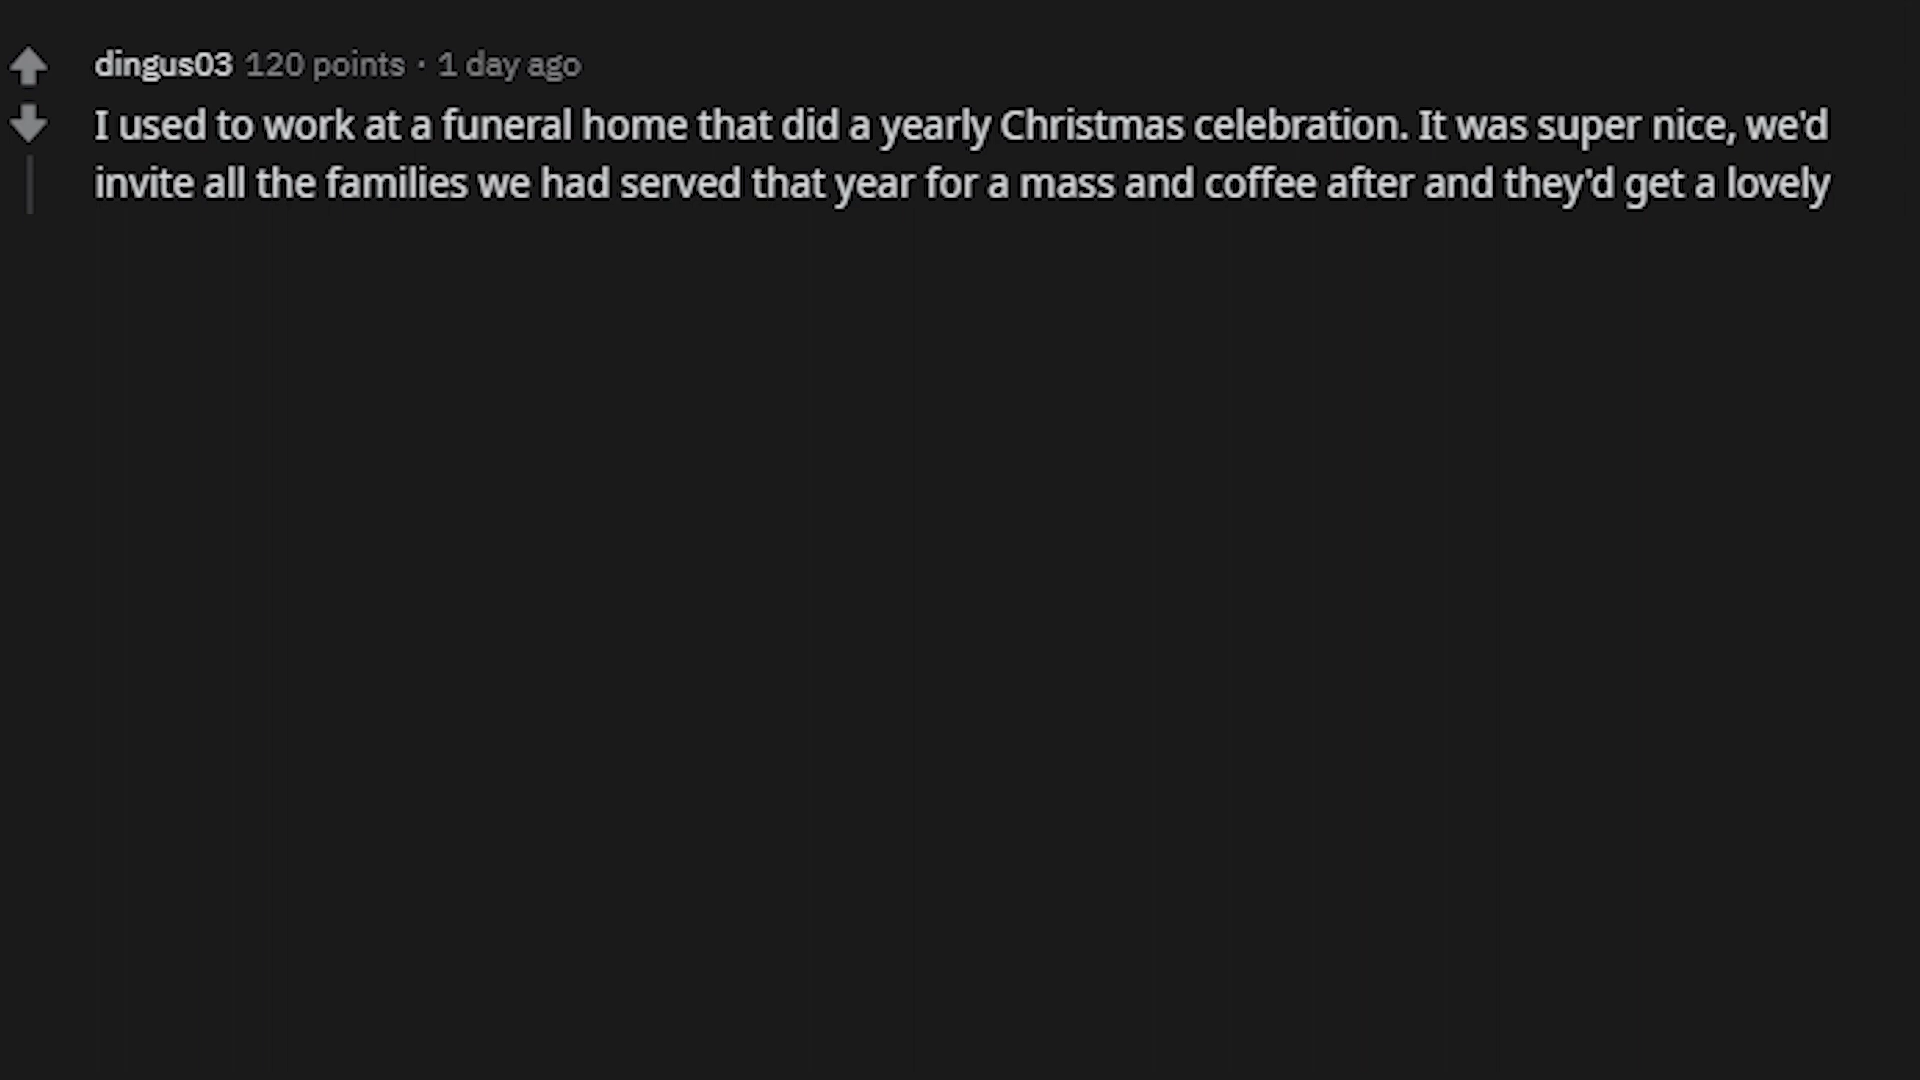 dingus03 120 points · 1 day ago
I used to work at a funeral home that did a yearly Christmas celebration. It was super nice, we'd
invite all the families we had served that year for a mass and coffee after and they'd get a lovely